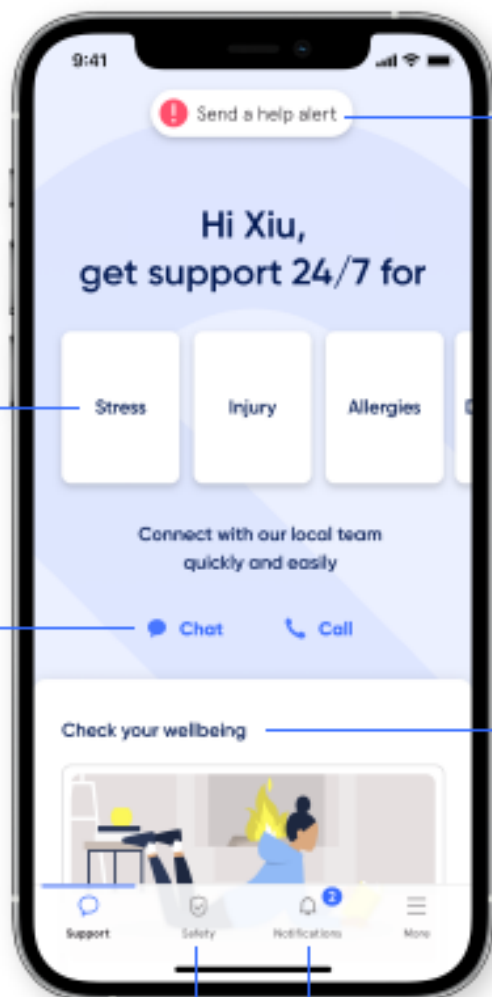 9:41
Send a help alert
Hi Xiu,
get support 24/7 for
Stress
Injury
Allergies
Connect with our local team
quickly and easily
Chat
Call
Check your wellbeing
2
Support
Safety
Notifications
More